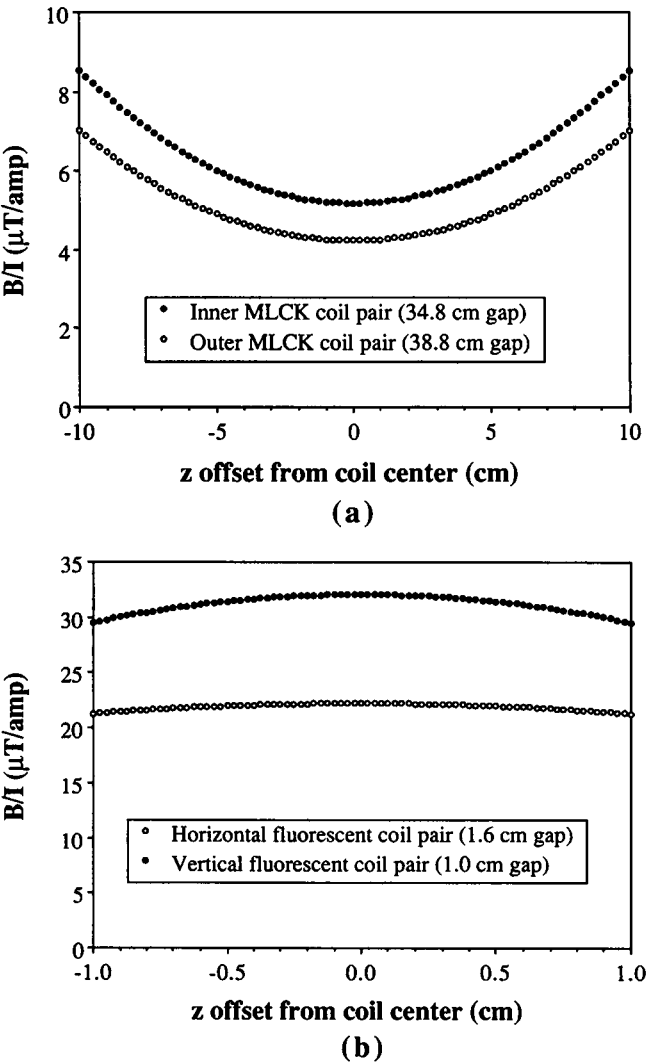 10
8
6
4
2
0
B/I (μT/amp)
Inner MLCK coil pair (34.8 cm gap)
Outer MLCK coil pair (38.8 cm gap)
-10 -5 0 5 10
z offset from coil center (cm)
(a)
35
30
25
20
15
10
5
0
B/I (μT/amp)
Horizontal fluorescent coil pair (1.6 cm gap)
Vertical fluorescent coil pair (1.0 cm gap)
-1.0 -0.5 0.0 0.5 1.0
z offset from coil center (cm)
(b)